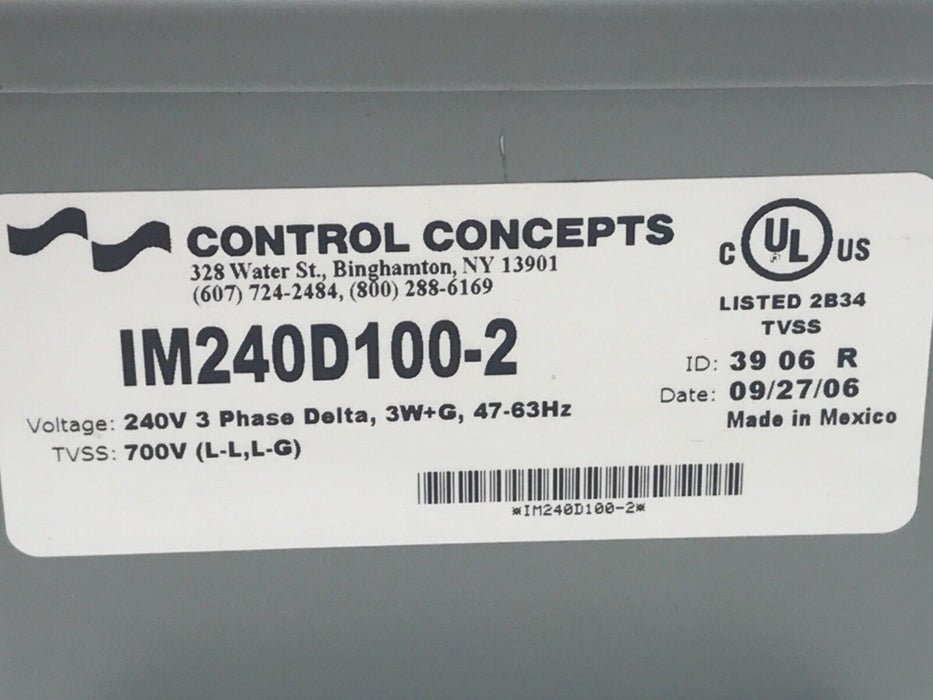 CONTROL CONCEPTS
328 Water St., Binghamton, NY 13901
(607) 724-2484, (800) 288-6169
IM240D100-2
Voltage: 240V 3 Phase Delta, 3W+G, 47-63Hz
TVSS: 700V (L-L,L-G)
C UL US
LISTED 2B34
TVSS
ID: 39 06 R
Date: 09/27/06
Made in Mexico
*IM240D100-2*